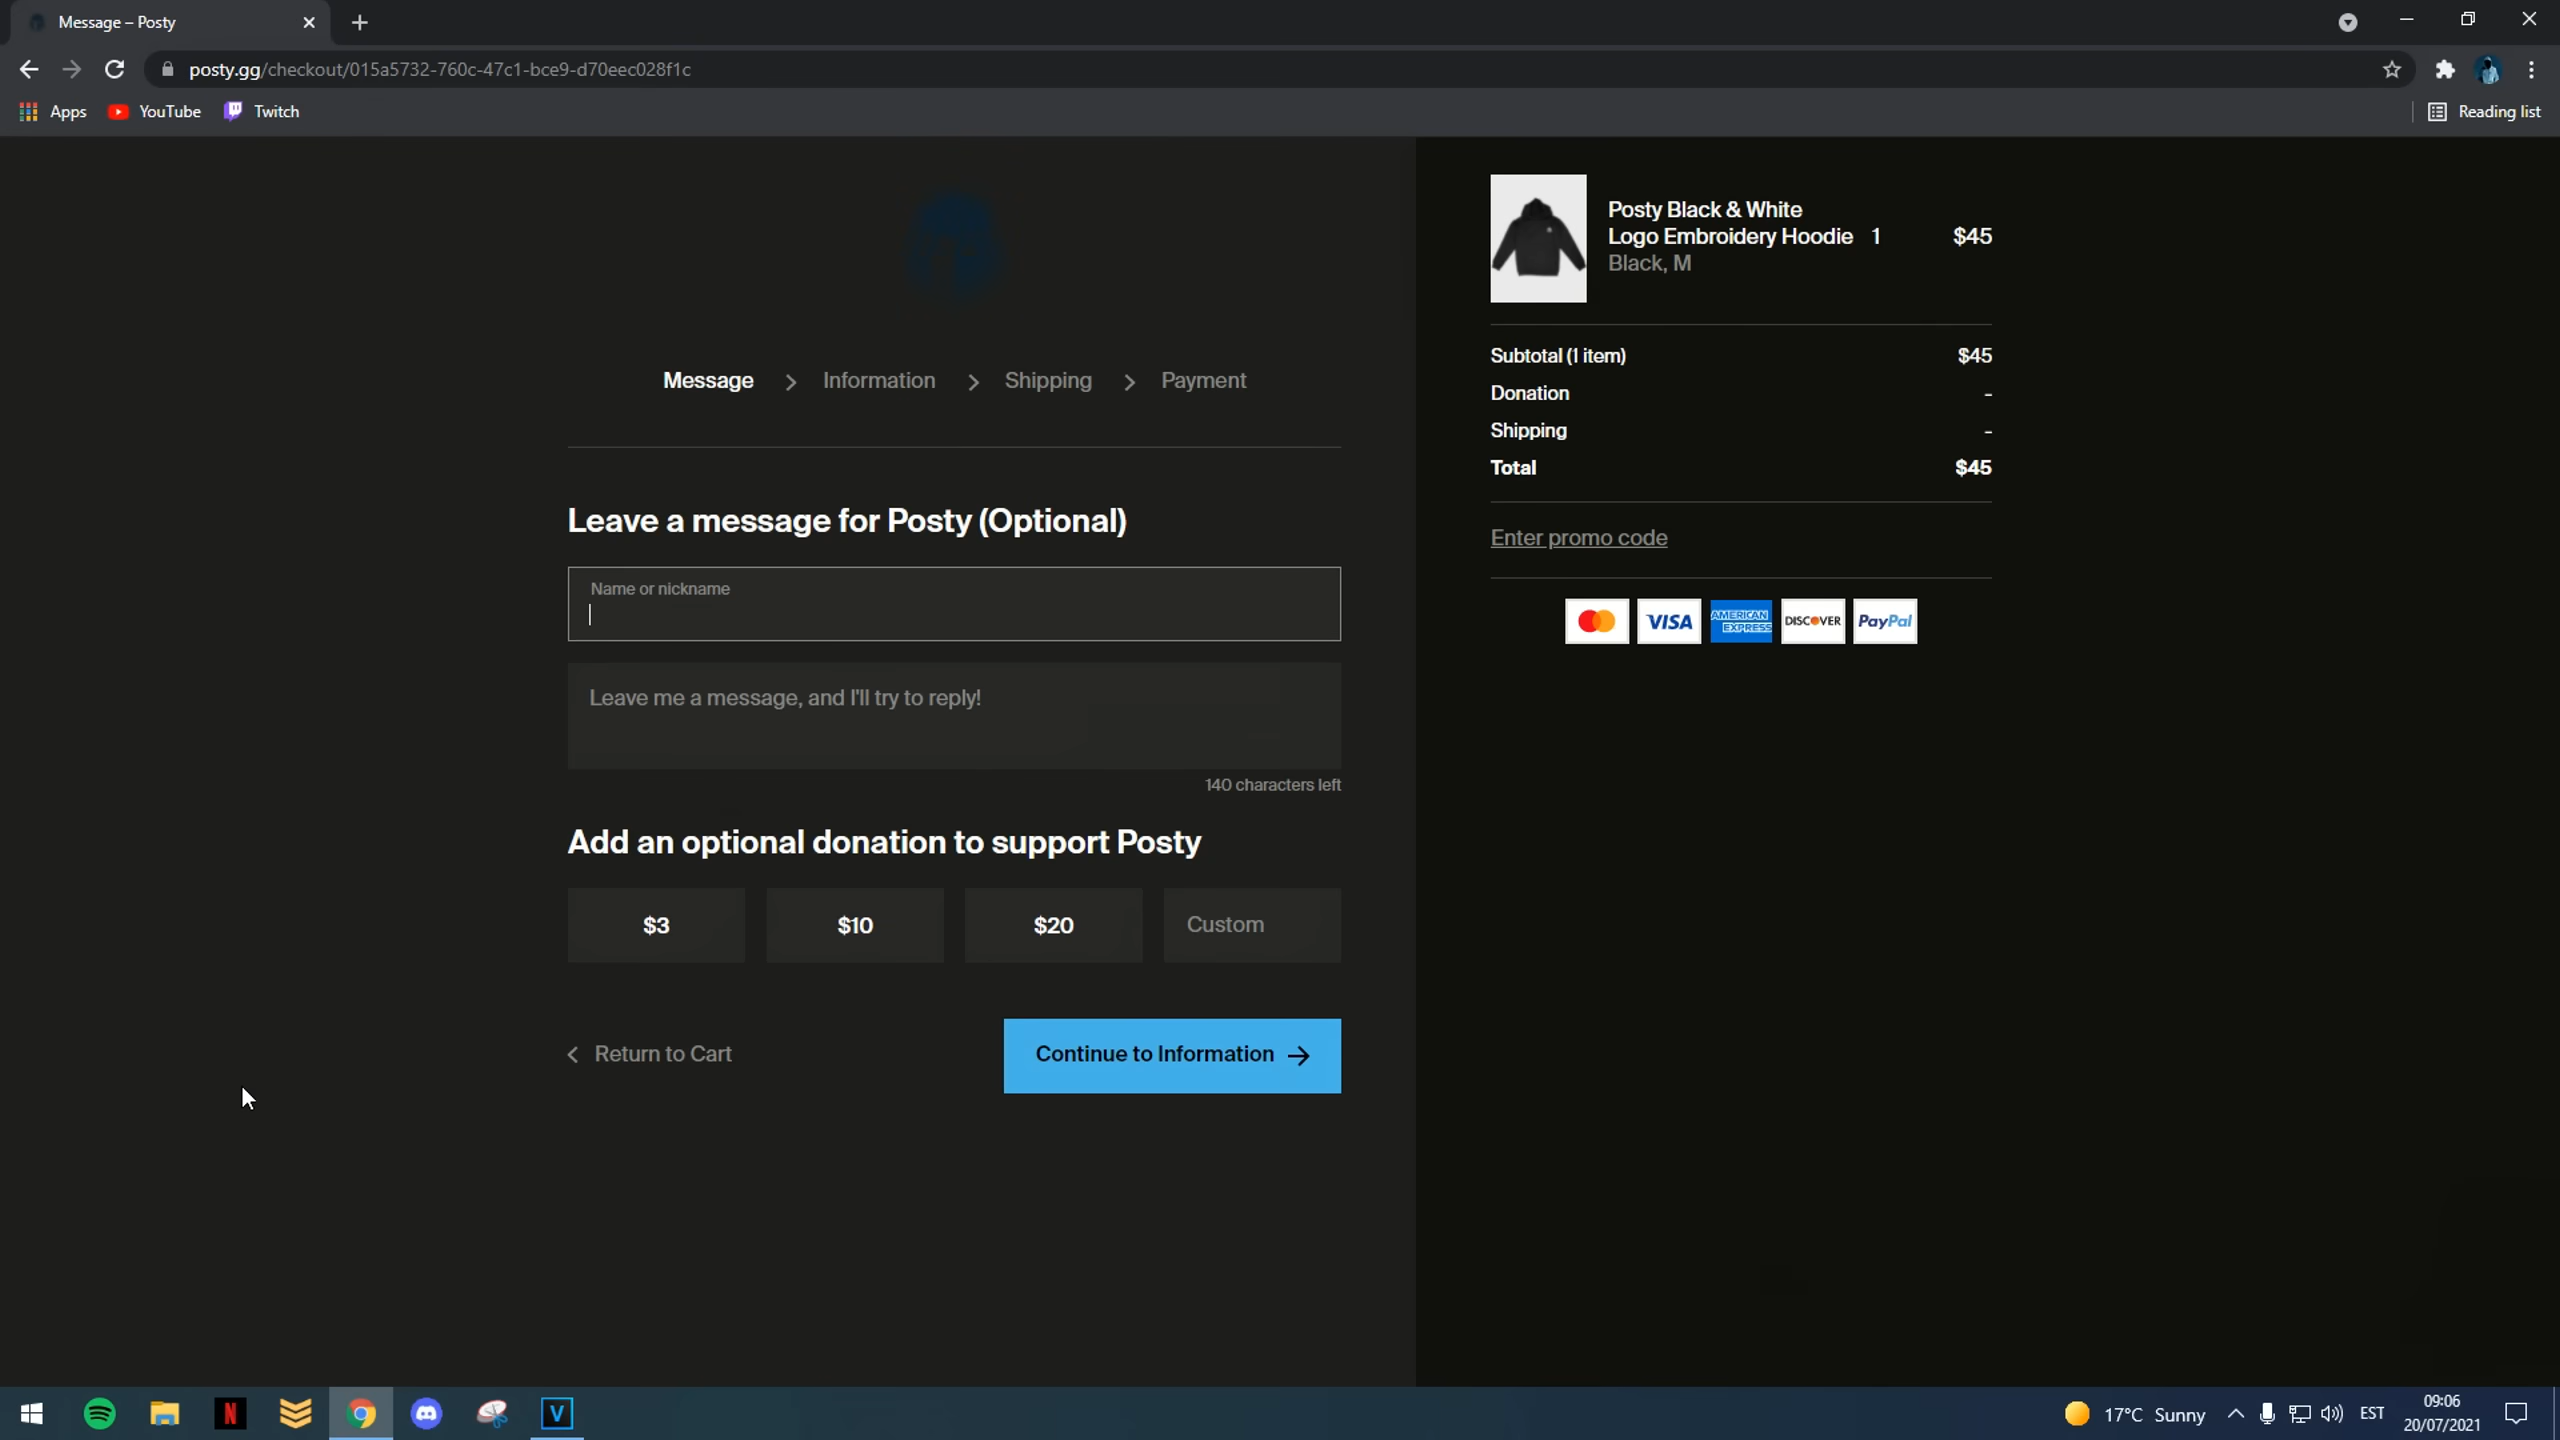 Message – Posty
posty.gg/checkout/015a5732-760c-47c1-bce9-d70eec028f1c
Apps
YouTube
Twitch
Reading list
Message
Information
Shipping
Payment
Leave a message for Posty (Optional)
Name or nickname
Leave me a message, and I'll try to reply!
140 characters left
Add an optional donation to support Posty
$3
$10
$20
Custom
Return to Cart
Continue to Information
Posty Black & White
Logo Embroidery Hoodie 1 $45
Black, M
Subtotal (1 item) $45
Donation -
Shipping -
Total $45
Enter promo code
VISA
AMERICAN
EXPRESS
DISCOVER
PayPal
N
V
17°C Sunny
EST
09:06
20/07/2021